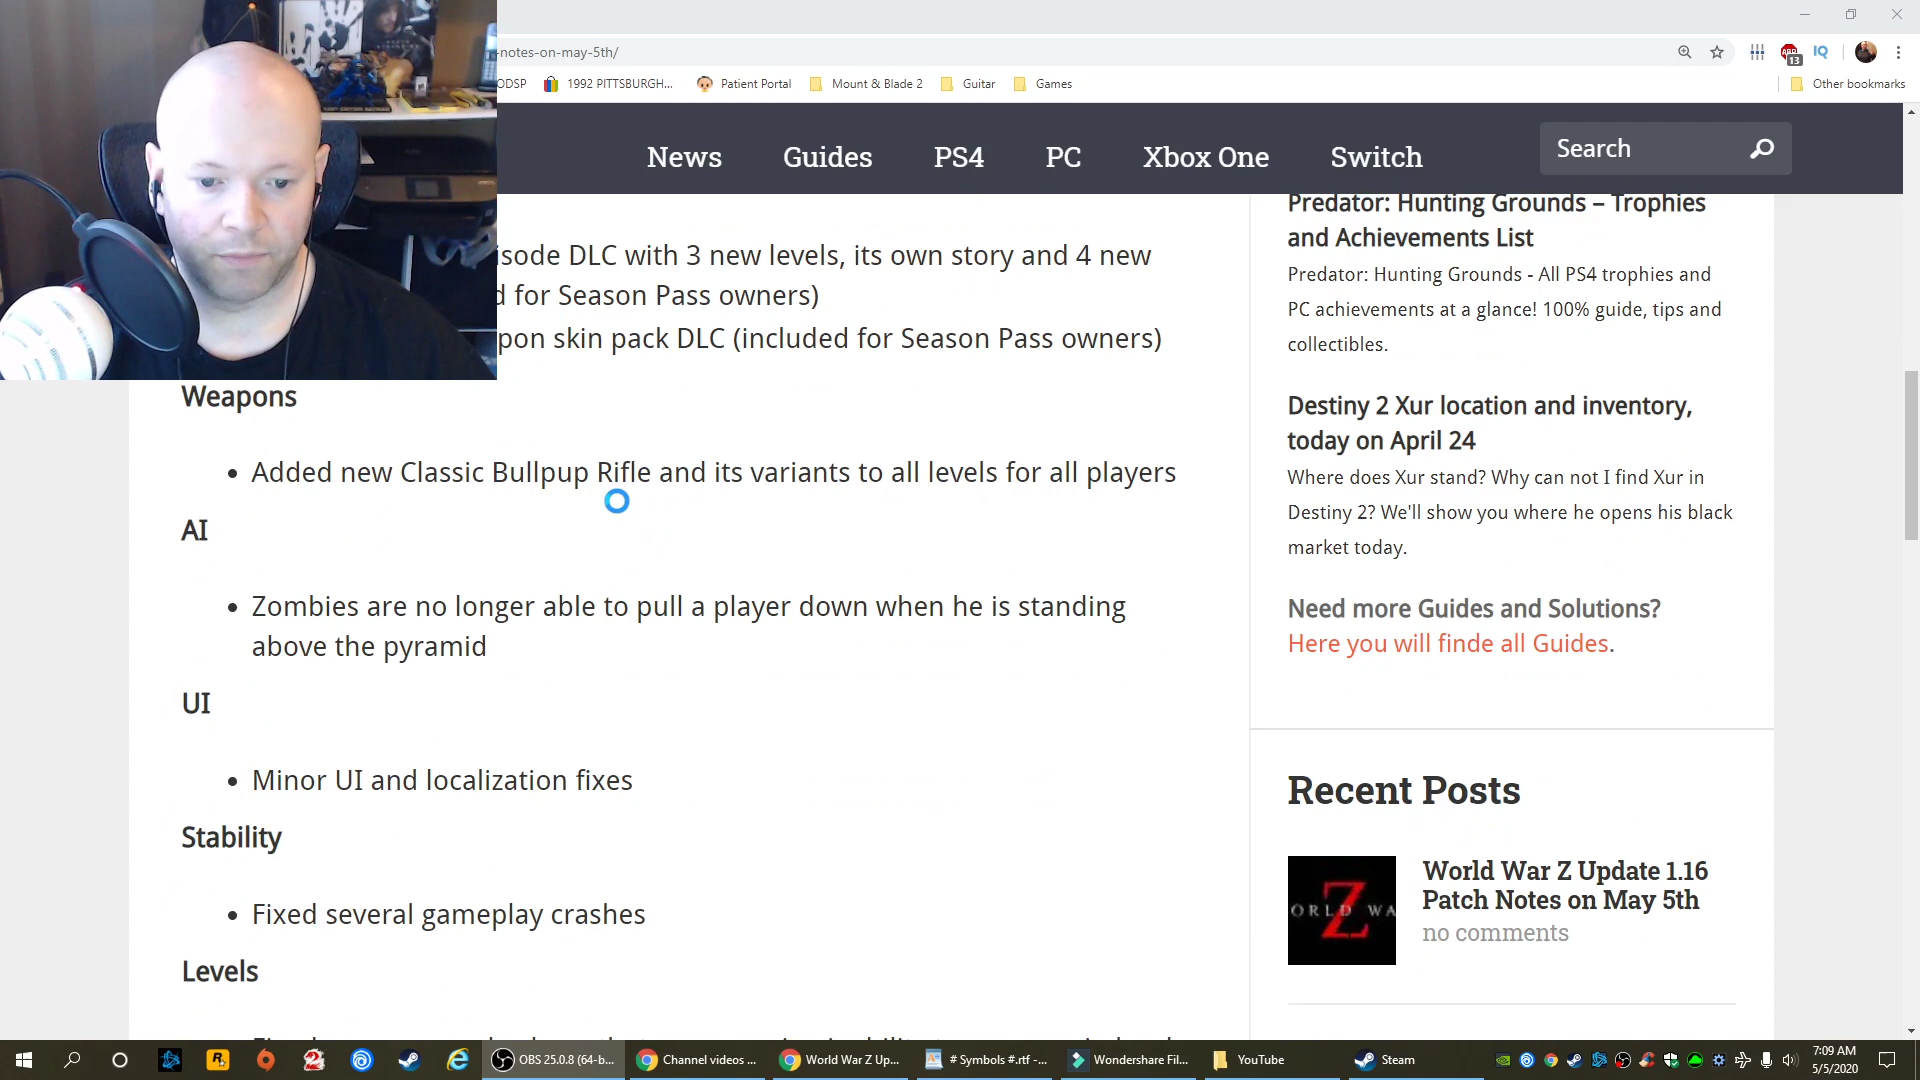 -notes-on-may-5th/
13
IQ
ODSP
1992 PITTSBURGH...
Patient Portal
Mount & Blade 2
Guitar
Games
Other bookmarks
News
Guides
PS4
PC
Xbox One
Switch
Search
isode DLC with 3 new levels, its own story and 4 new
d for Season Pass owners)
pon skin pack DLC (included for Season Pass owners)
Weapons
• Added new Classic Bullpup Rifle and its variants to all levels for all players
AI
• Zombies are no longer able to pull a player down when he is standing
above the pyramid
UI
• Minor UI and localization fixes
Stability
• Fixed several gameplay crashes
Levels
Predator: Hunting Grounds – Trophies
and Achievements List
Predator: Hunting Grounds - All PS4 trophies and
PC achievements at a glance! 100% guide, tips and
collectibles.
Destiny 2 Xur location and inventory,
today on April 24
Where does Xur stand? Why can not I find Xur in
Destiny 2? We'll show you where he opens his black
market today.
Need more Guides and Solutions?
Here you will finde all Guides.
Recent Posts
ORLD WA
Z
World War Z Update 1.16
Patch Notes on May 5th
no comments
OBS 25.0.8 (64-b...
Channel videos ...
World War Z Up...
# Symbols #.rtf -...
Wondershare Fil...
YouTube
Steam
7:09 AM
5/5/2020